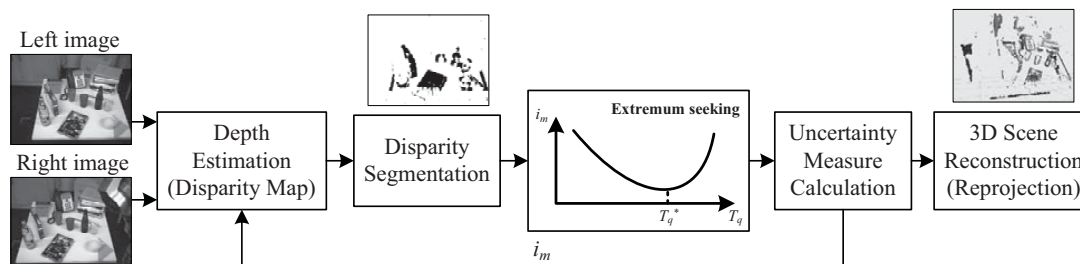 Left image
Right image
Depth
Estimation
(Disparity Map)
Disparity
Segmentation
Extremum seeking
i_m
T_q^*
T_q
i_m
Uncertainty
Measure
Calculation
3D Scene
Reconstruction
(Reprojection)